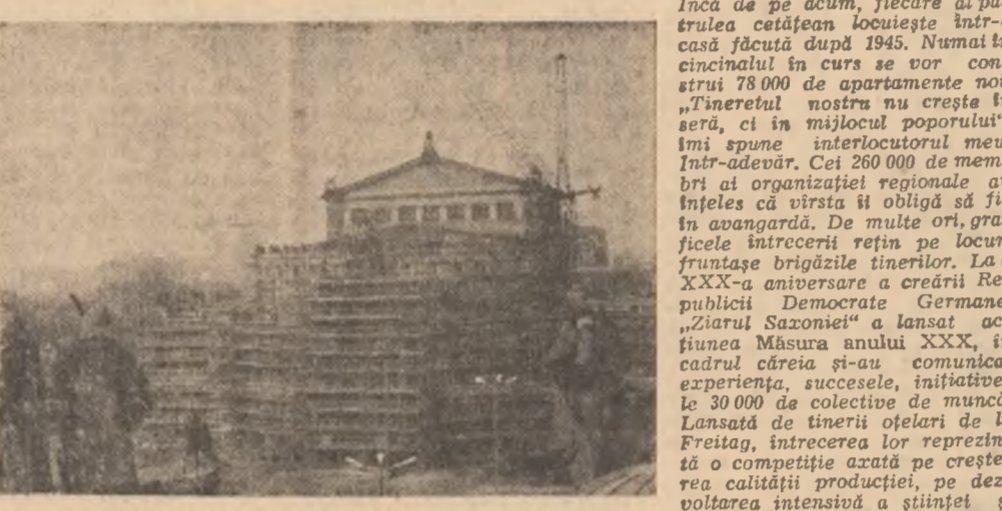 Încă de pe acum, fiecare al pa-
trulea cetățean locuiește într-
casă făcută după 1945. Numai în
cincinalul în curs se vor con-
strui 78 000 de apartamente noi
„Tineretul nostru nu crește în
seră, ci în mijlocul poporului“
îmi spune interlocutorul meu
Într-adevăr. Cei 260 000 de mem-
bri ai organizației regionale au
înțeles că vîrsta îi obligă să fie
în avangardă. De multe ori, gra-
ficele întrecerii rețin pe locuri
fruntașe brigăzile tinerilor. La
XXX-a aniversare a creării Re-
publicii Democrate Germane
„Ziarul Saxoniei“ a lansat ac-
țiunea Măsura anului XXX, în
cadrul căreia și-au comunicat
experiența, succesele, inițiative-
le 30 000 de colective de muncă
Lansată de tinerii oțelari de la
Freitag, întrecerea lor reprezin-
tă o competiție axată pe crește-
rea calității producției, pe dez-
voltarea intensivă a științei ș